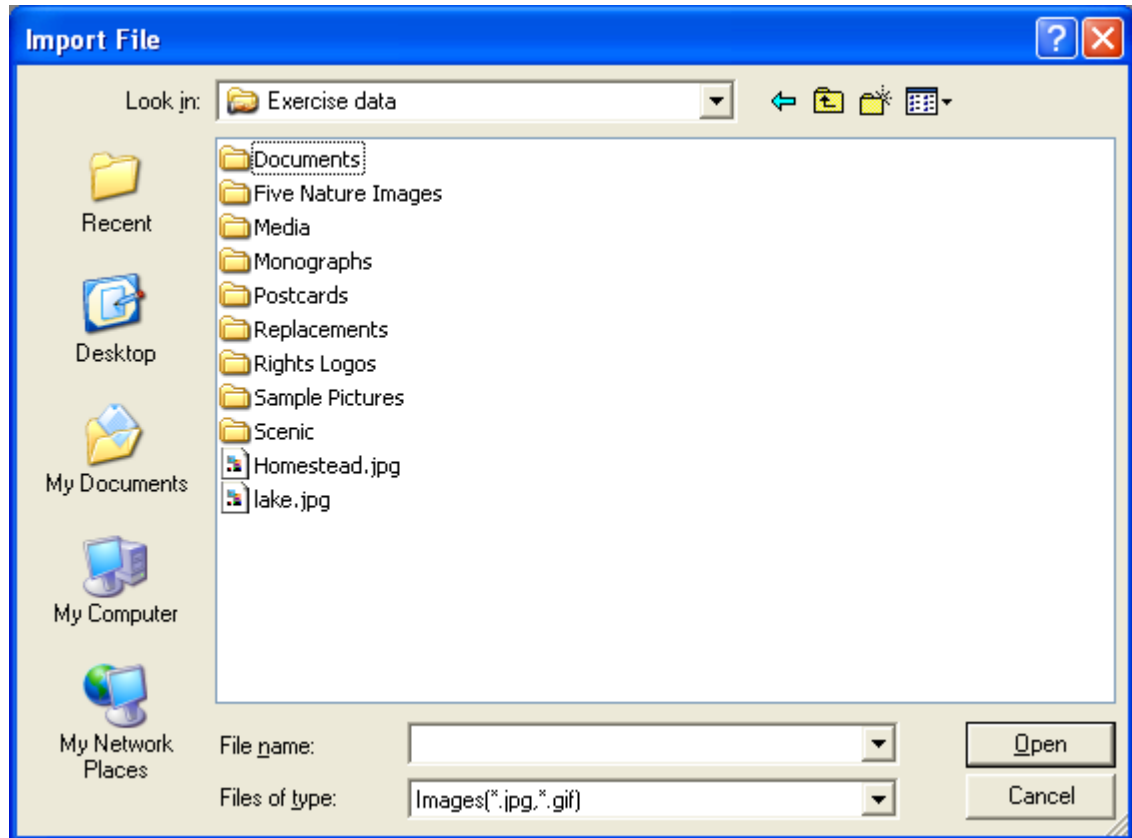 Import File
Look in: Exercise data
Recent
Desktop
My Documents
My Computer
My Network
Places
Documents
Five Nature Images
Media
Monographs
Postcards
Replacements
Rights Logos
Sample Pictures
Scenic
Homestead.jpg
lake.jpg
File name:
Open
Files of type: Images(*.jpg,*.gif)
Cancel